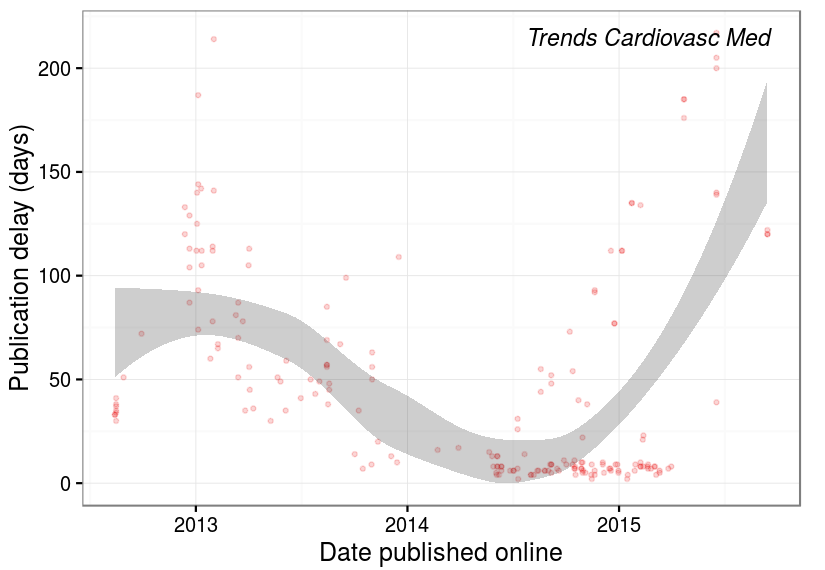 Trends Cardiovasc Med
200
150
100
50
0
Publication delay (days)
2013 2014 2015
Date published online